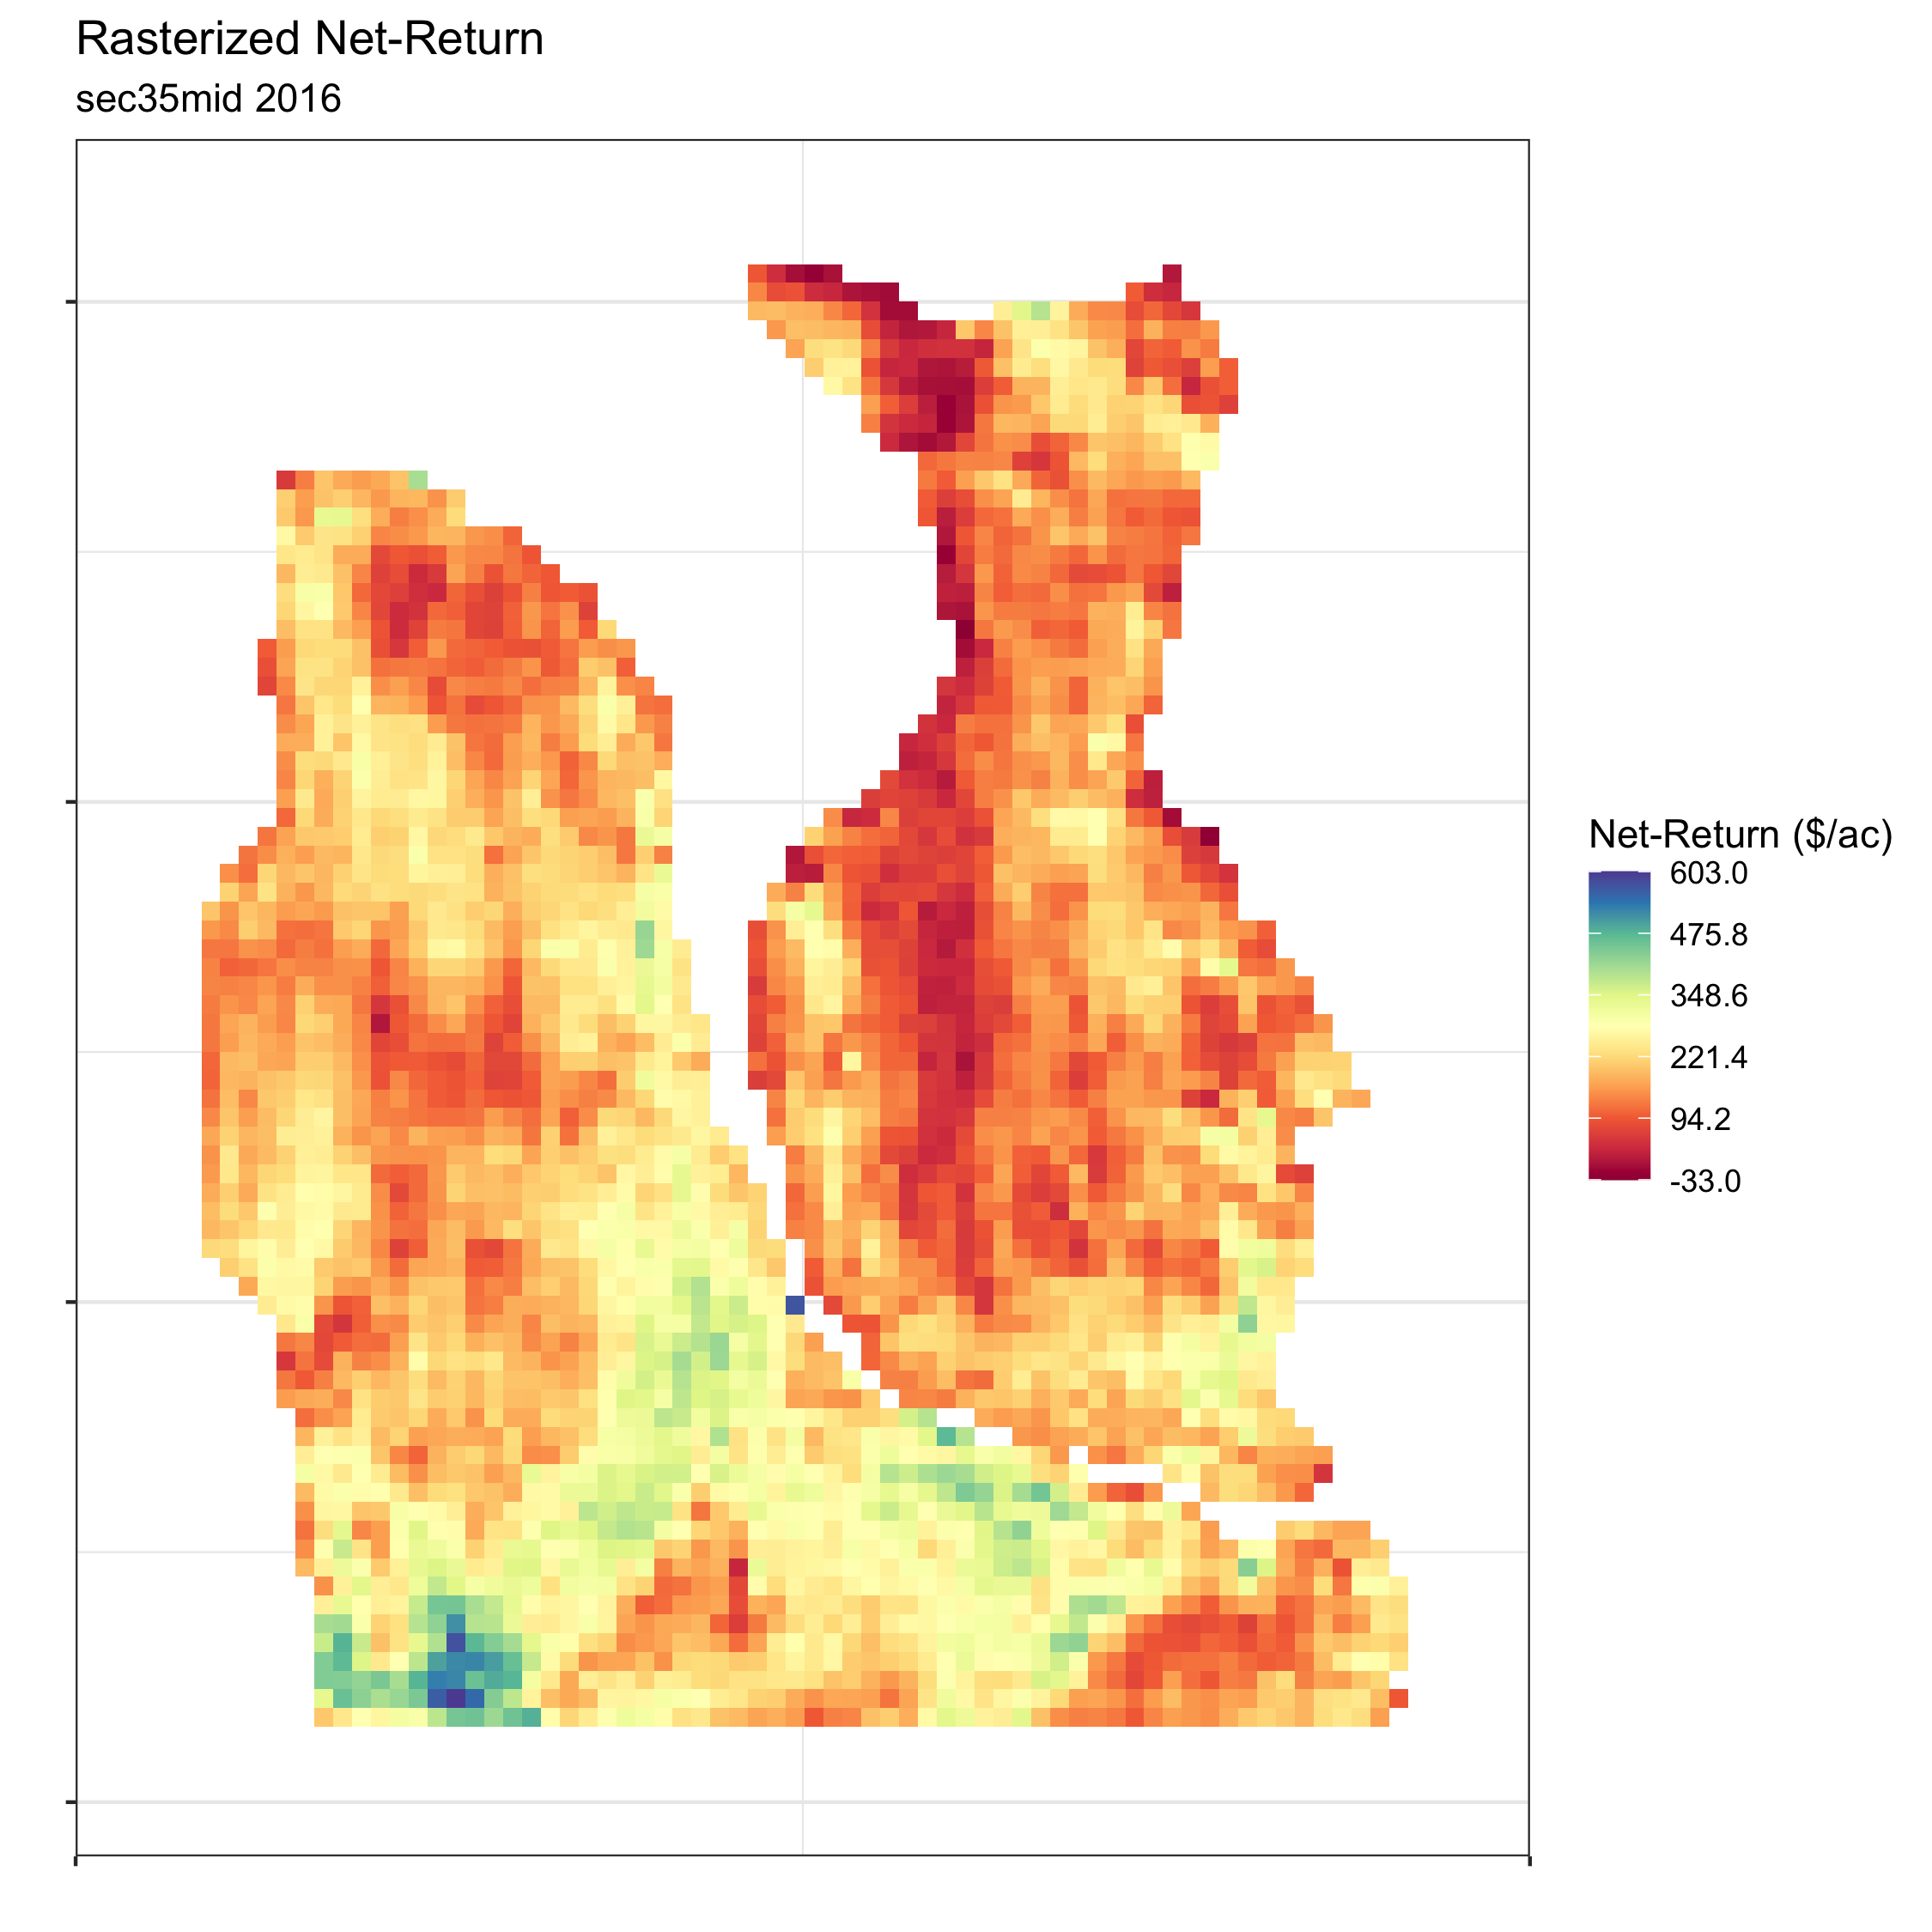 Rasterized Net-Return
sec35mid 2016
Net-Return ($/ac)
603.0
475.8
348.6
221.4
94.2
-33.0